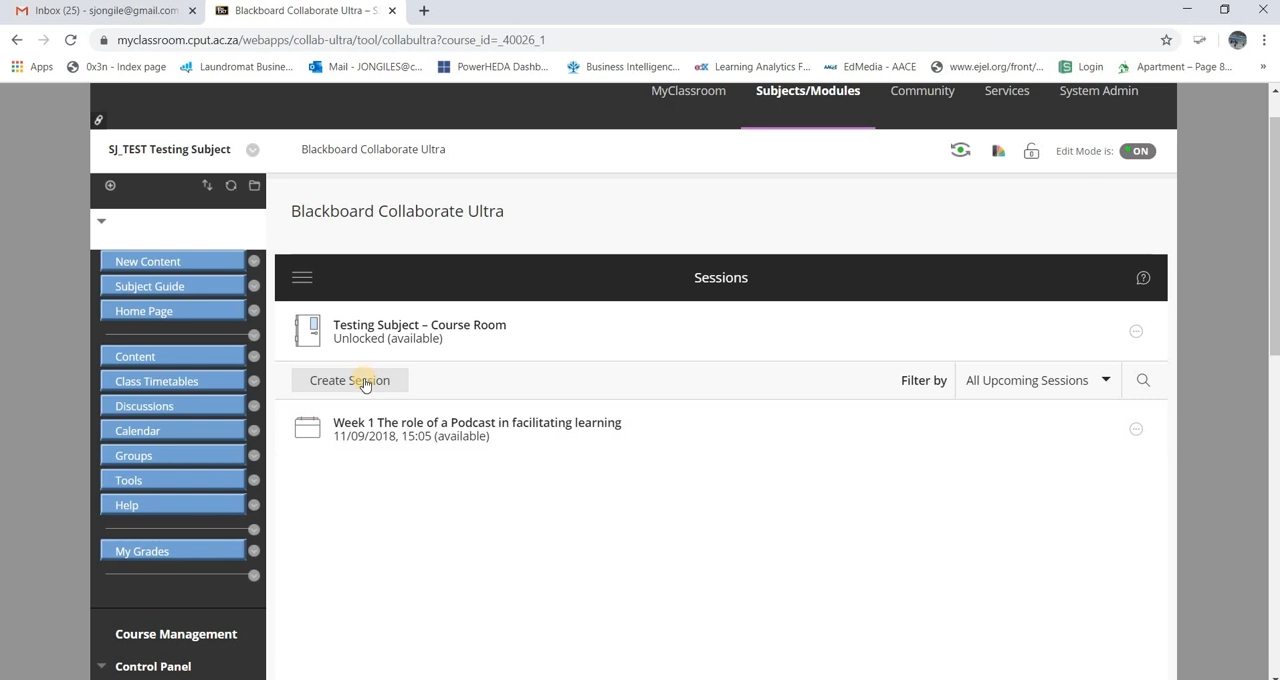 Inbox (25) - sjongile@gmail.com
Blackboard Collaborate Ultra – S
myclassroom.cput.ac.za/webapps/collab-ultra/tool/collabultra?course_id=_40026_1
Apps
0x3n - Index page
Laundromat Busine...
Mail - JONGILES@c...
PowerHEDA Dashb...
Business Intelligenc...
edX Learning Analytics F...
AACE EdMedia - AACE
www.ejel.org/front/...
Login
Apartment – Page 8...
»
MyClassroom
Subjects/Modules
Community
Services
System Admin
SJ_TEST Testing Subject
Blackboard Collaborate Ultra
Edit Mode is: ON
Blackboard Collaborate Ultra
New Content
Subject Guide
Home Page
Content
Class Timetables
Discussions
Calendar
Groups
Tools
Help
My Grades
Course Management
Control Panel
Sessions
Testing Subject – Course Room
Unlocked (available)
Create Session
Filter by
All Upcoming Sessions
Week 1 The role of a Podcast in facilitating learning
11/09/2018, 15:05 (available)